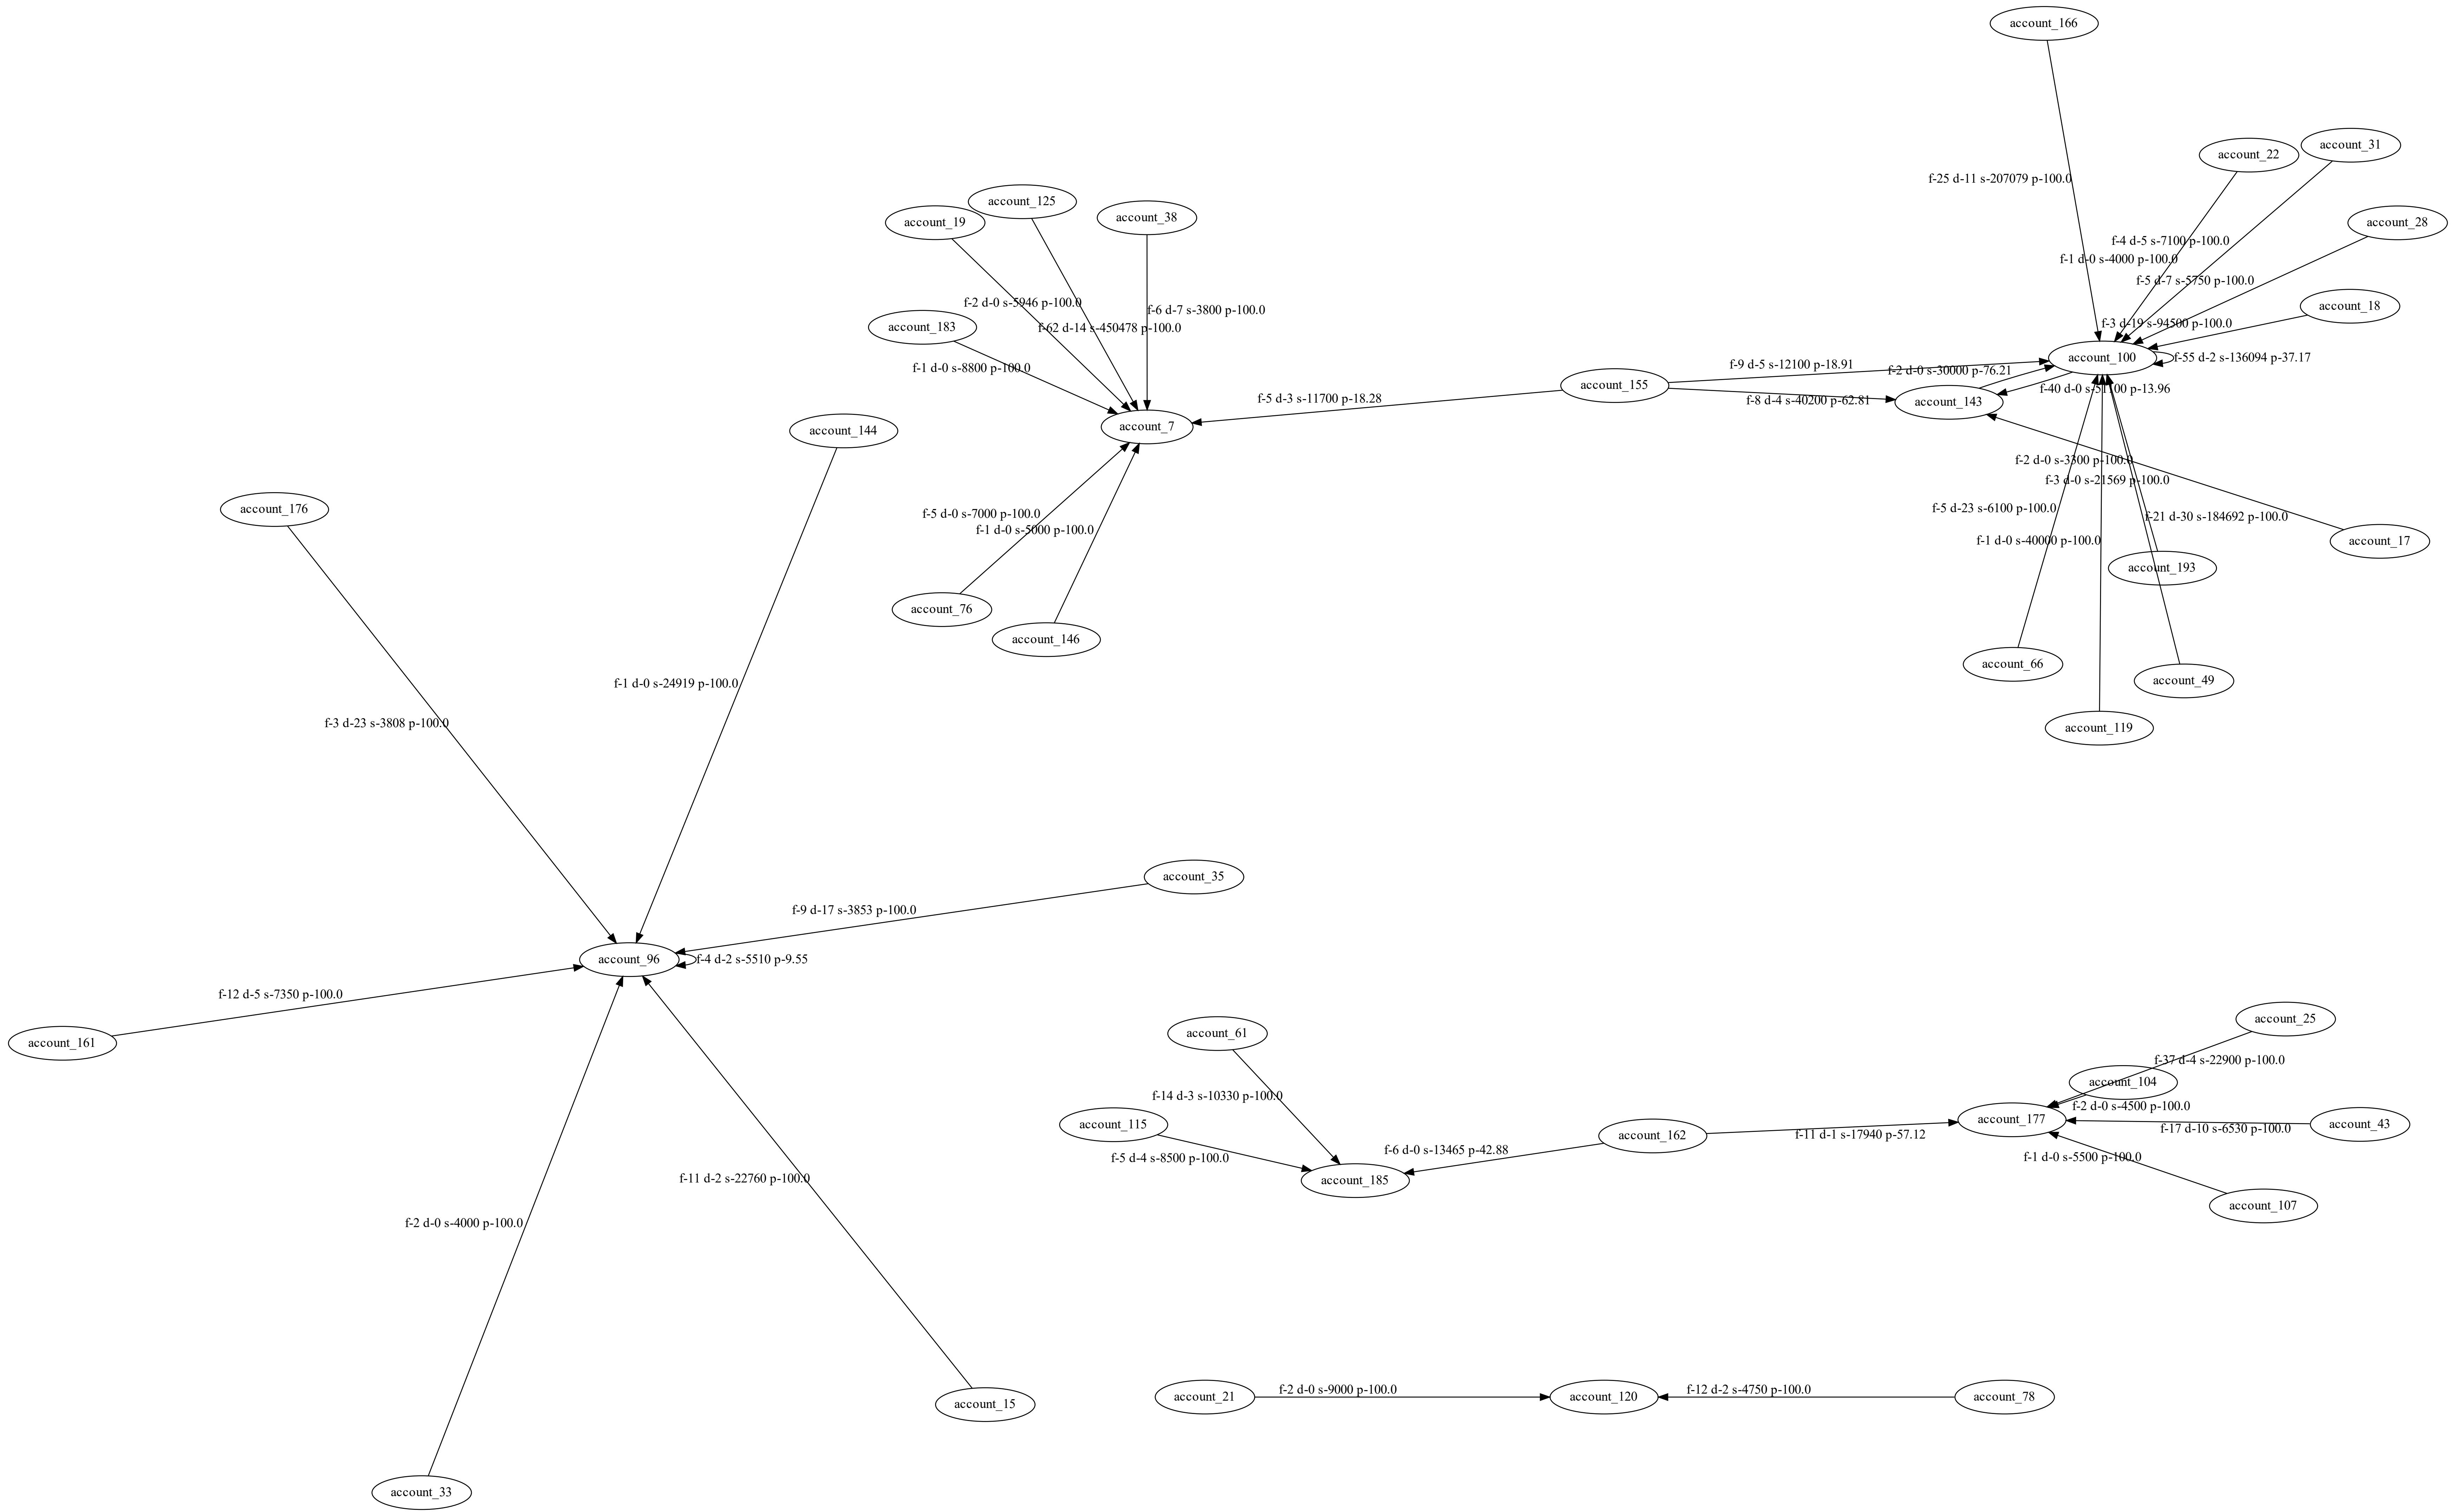 account_166
account_31
account_22
f-25 d-11 s-207079 p-100.0
account_125
account_38
account_19
account_28
f-4 d-5 s-7100 p-100.0
f-1 d-0 s-4000 p-100.0
f-5 d-7 s-5750 p-100.0
f-2 d-0 s-5946 p-100.0
f-6 d-7 s-3800 p-100.0
account_18
f-3 d-19 s-94500 p-100.0
account_183
f-62 d-14 s-450478 p-100.0
account_100
f-55 d-2 s-136094 p-37.17
f-9 d-5 s-12100 p-18.91
f-1 d-0 s-8800 p-100.0
f-2 d-0 s-30000 p-76.21
account_155
f-40 d-0 s-51100 p-13.96
f-5 d-3 s-11700 p-18.28
f-8 d-4 s-40200 p-62.81
account_143
account_7
account_144
f-2 d-0 s-3300 p-100.0
f-3 d-0 s-21569 p-100.0
account_176
f-5 d-23 s-6100 p-100.0
f-5 d-0 s-7000 p-100.0
f-21 d-30 s-184692 p-100.0
f-1 d-0 s-5000 p-100.0
f-1 d-0 s-40000 p-100.0
account_17
account_193
account_76
account_146
account_66
account_49
f-1 d-0 s-24919 p-100.0
f-3 d-23 s-3808 p-100.0
account_119
account_35
f-9 d-17 s-3853 p-100.0
account_96
f-4 d-2 s-5510 p-9.55
f-12 d-5 s-7350 p-100.0
account_25
account_61
account_161
f-37 d-4 s-22900 p-100.0
account_104
f-14 d-3 s-10330 p-100.0
f-2 d-0 s-4500 p-100.0
account_177
account_115
account_43
f-17 d-10 s-6530 p-100.0
account_162
f-11 d-1 s-17940 p-57.12
f-6 d-0 s-13465 p-42.88
f-5 d-4 s-8500 p-100.0
f-1 d-0 s-5500 p-100.0
f-11 d-2 s-22760 p-100.0
account_185
account_107
f-2 d-0 s-4000 p-100.0
f-2 d-0 s-9000 p-100.0
f-12 d-2 s-4750 p-100.0
account_21
account_120
account_78
account_15
account_33